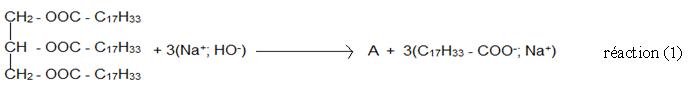 CH2 - OOC - C17H33
CH - OOC - C17H33 + 3(Na+; HO-) ⟶ A + 3(C17H33 - COO-; Na+) réaction (1)
CH2 - OOC - C17H33